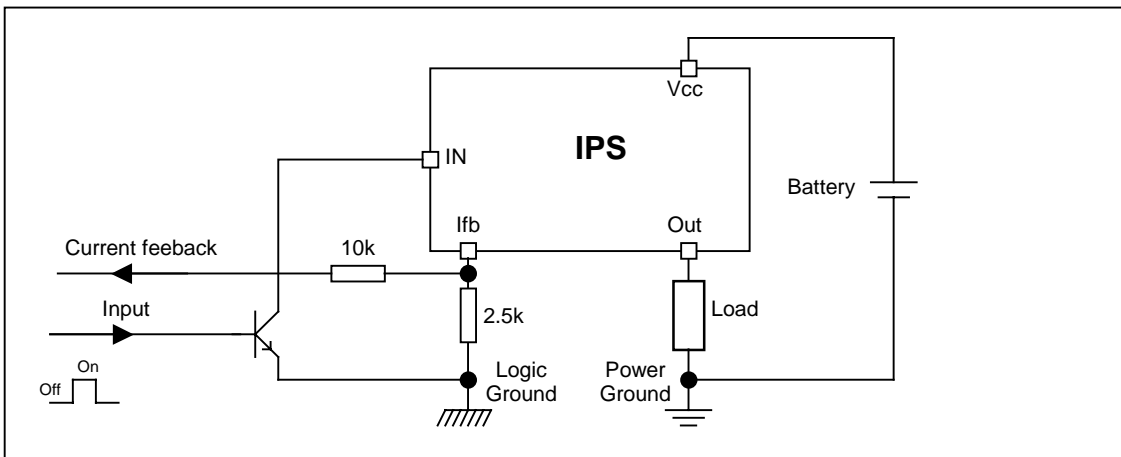 Vcc
IPS
IN
Battery
Ifb
Out
Current feeback
10k
Input
2.5k
Load
On
Off
Logic
Ground
Power
Ground